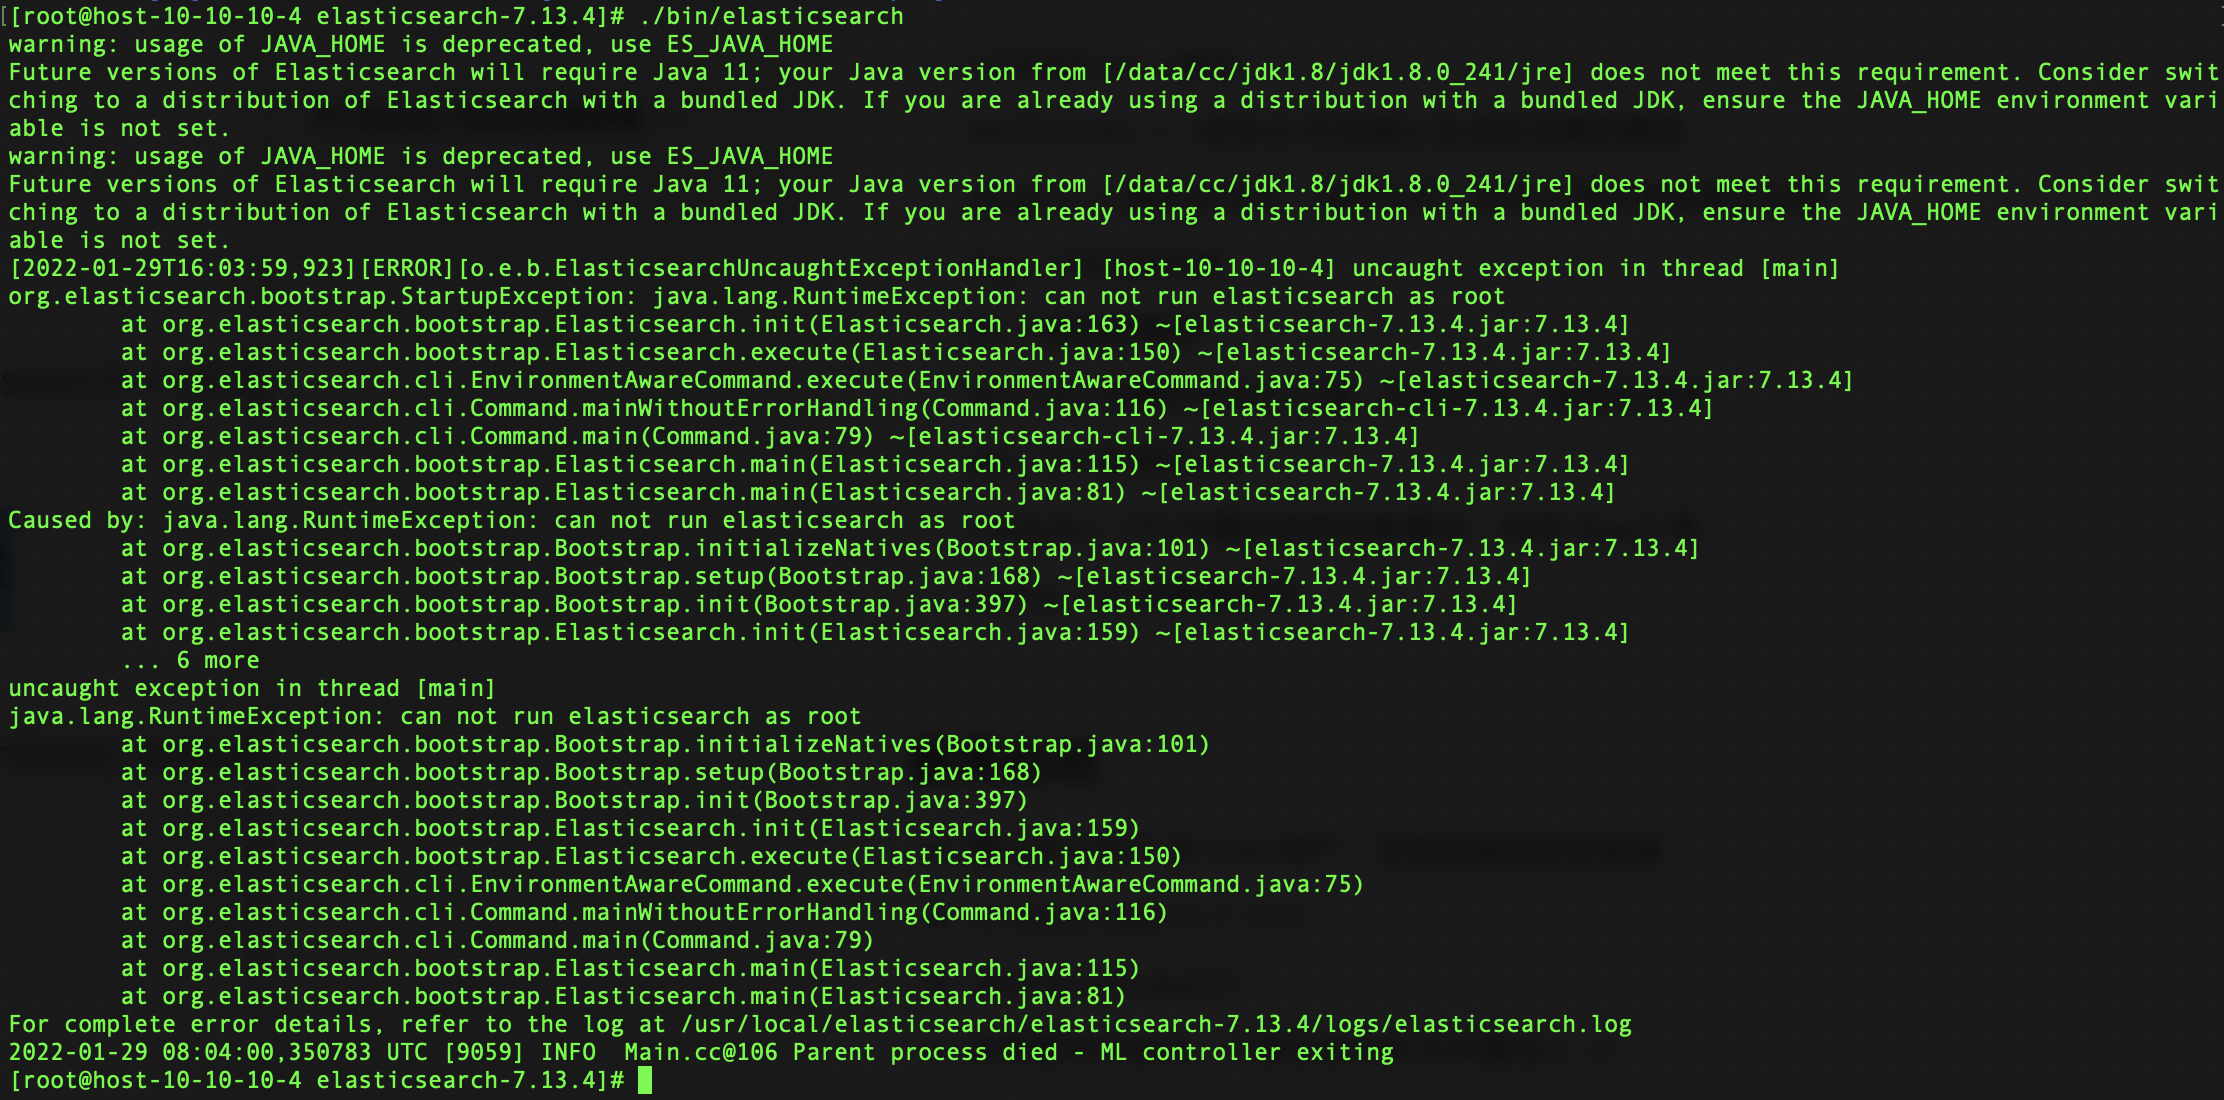 [[root@host-10-10-10-4 elasticsearch-7.13.4]# ./bin/elasticsearch
warning: usage of JAVA_HOME is deprecated, use ES_JAVA_HOME
Future versions of Elasticsearch will require Java 11; your Java version from [/data/cc/jdk1.8/jdk1.8.0_241/jre] does not meet this requirement. Consider swit
ching to a distribution of Elasticsearch with a bundled JDK. If you are already using a distribution with a bundled JDK, ensure the JAVA_HOME environment vari
able is not set.
warning: usage of JAVA_HOME is deprecated, use ES_JAVA_HOME
Future versions of Elasticsearch will require Java 11; your Java version from [/data/cc/jdk1.8/jdk1.8.0_241/jre] does not meet this requirement. Consider swit
ching to a distribution of Elasticsearch with a bundled JDK. If you are already using a distribution with a bundled JDK, ensure the JAVA_HOME environment vari
able is not set.
[2022-01-29T16:03:59,923][ERROR][o.e.b.ElasticsearchUncaughtExceptionHandler] [host-10-10-10-4] uncaught exception in thread [main]
org.elasticsearch.bootstrap.StartupException: java.lang.RuntimeException: can not run elasticsearch as root
        at org.elasticsearch.bootstrap.Elasticsearch.init(Elasticsearch.java:163) ~[elasticsearch-7.13.4.jar:7.13.4]
        at org.elasticsearch.bootstrap.Elasticsearch.execute(Elasticsearch.java:150) ~[elasticsearch-7.13.4.jar:7.13.4]
        at org.elasticsearch.cli.EnvironmentAwareCommand.execute(EnvironmentAwareCommand.java:75) ~[elasticsearch-7.13.4.jar:7.13.4]
        at org.elasticsearch.cli.Command.mainWithoutErrorHandling(Command.java:116) ~[elasticsearch-cli-7.13.4.jar:7.13.4]
        at org.elasticsearch.cli.Command.main(Command.java:79) ~[elasticsearch-cli-7.13.4.jar:7.13.4]
        at org.elasticsearch.bootstrap.Elasticsearch.main(Elasticsearch.java:115) ~[elasticsearch-7.13.4.jar:7.13.4]
        at org.elasticsearch.bootstrap.Elasticsearch.main(Elasticsearch.java:81) ~[elasticsearch-7.13.4.jar:7.13.4]
Caused by: java.lang.RuntimeException: can not run elasticsearch as root
        at org.elasticsearch.bootstrap.Bootstrap.initializeNatives(Bootstrap.java:101) ~[elasticsearch-7.13.4.jar:7.13.4]
        at org.elasticsearch.bootstrap.Bootstrap.setup(Bootstrap.java:168) ~[elasticsearch-7.13.4.jar:7.13.4]
        at org.elasticsearch.bootstrap.Bootstrap.init(Bootstrap.java:397) ~[elasticsearch-7.13.4.jar:7.13.4]
        at org.elasticsearch.bootstrap.Elasticsearch.init(Elasticsearch.java:159) ~[elasticsearch-7.13.4.jar:7.13.4]
        ... 6 more
uncaught exception in thread [main]
java.lang.RuntimeException: can not run elasticsearch as root
        at org.elasticsearch.bootstrap.Bootstrap.initializeNatives(Bootstrap.java:101)
        at org.elasticsearch.bootstrap.Bootstrap.setup(Bootstrap.java:168)
        at org.elasticsearch.bootstrap.Bootstrap.init(Bootstrap.java:397)
        at org.elasticsearch.bootstrap.Elasticsearch.init(Elasticsearch.java:159)
        at org.elasticsearch.bootstrap.Elasticsearch.execute(Elasticsearch.java:150)
        at org.elasticsearch.cli.EnvironmentAwareCommand.execute(EnvironmentAwareCommand.java:75)
        at org.elasticsearch.cli.Command.mainWithoutErrorHandling(Command.java:116)
        at org.elasticsearch.cli.Command.main(Command.java:79)
        at org.elasticsearch.bootstrap.Elasticsearch.main(Elasticsearch.java:115)
        at org.elasticsearch.bootstrap.Elasticsearch.main(Elasticsearch.java:81)
For complete error details, refer to the log at /usr/local/elasticsearch/elasticsearch-7.13.4/logs/elasticsearch.log
2022-01-29 08:04:00,350783 UTC [9059] INFO  Main.cc@106 Parent process died - ML controller exiting
[root@host-10-10-10-4 elasticsearch-7.13.4]#